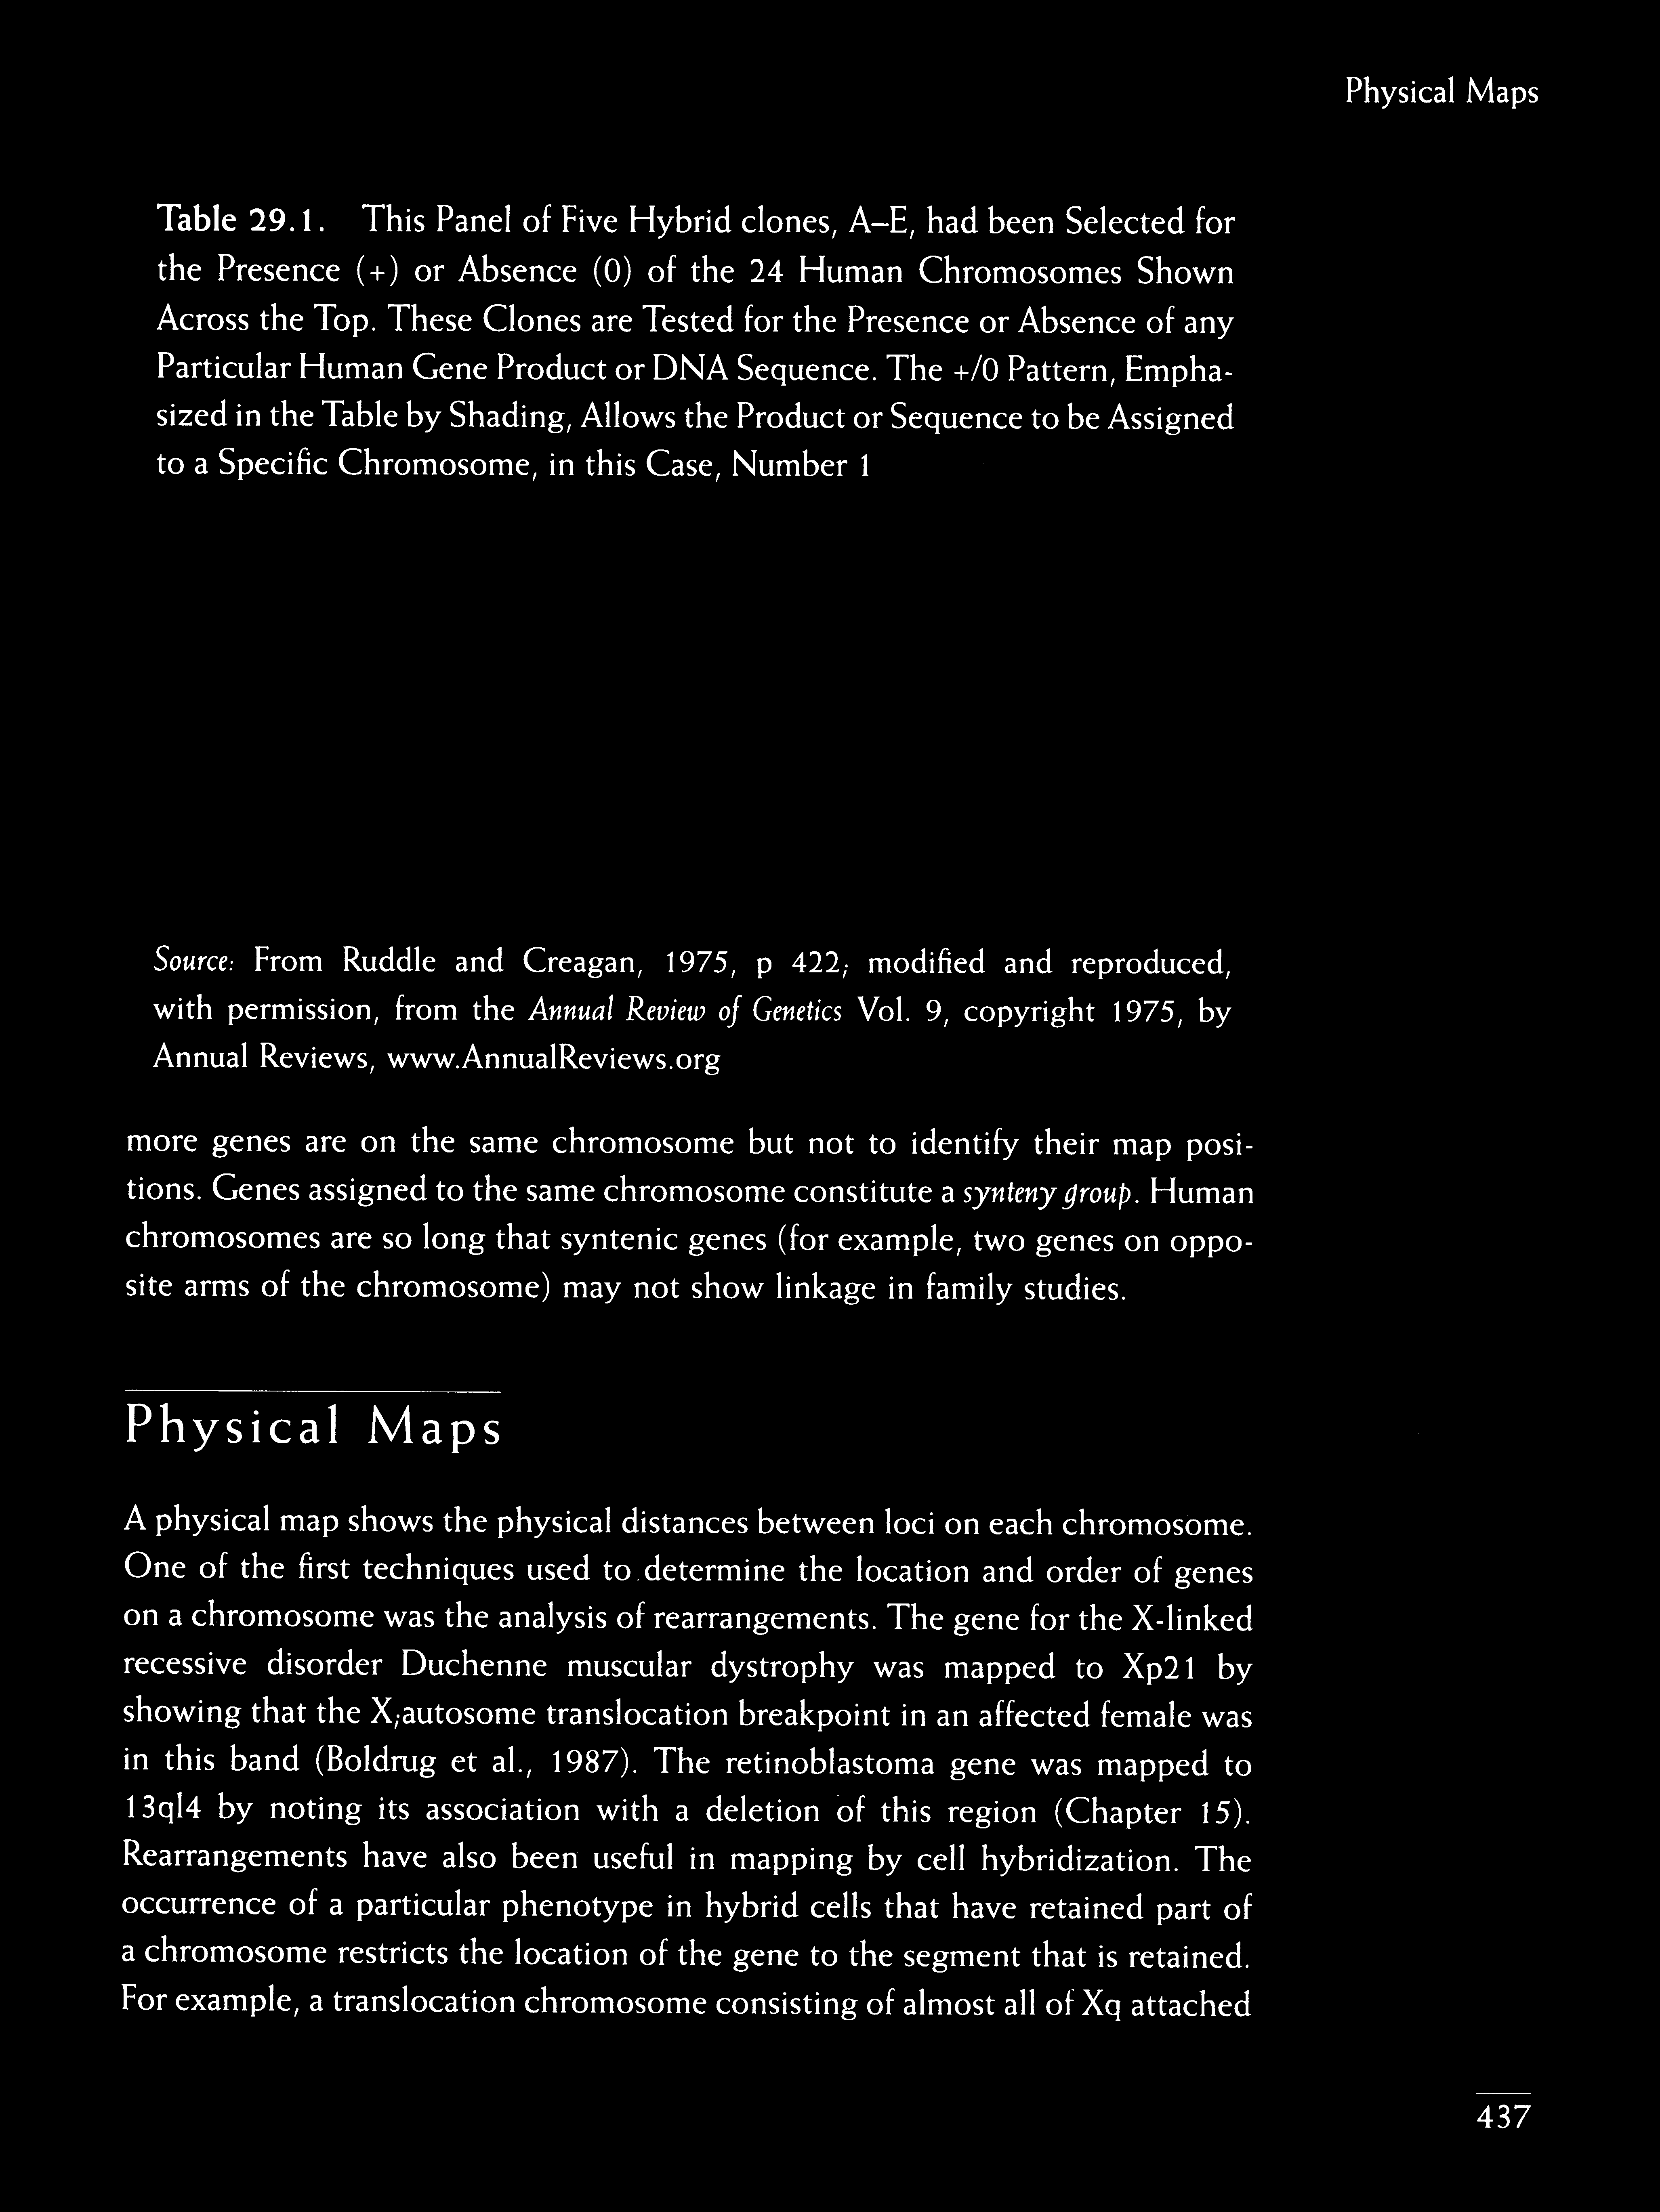 Physical Maps
Table 29.1. This Panel of Five Hybrid clones, A–E, had been Selected for
the Presence (+) or Absence (0) of the 24 Human Chromosomes Shown
Across the Top. These Clones are Tested for the Presence or Absence of any
Particular Human Gene Product or DNA Sequence. The +/0 Pattern, Empha-
sized in the Table by Shading, Allows the Product or Sequence to be Assigned
to a Specific Chromosome, in this Case, Number 1
Source: From Ruddle and Creagan, 1975, p 422; modified and reproduced,
with permission, from the Annual Review of Genetics Vol. 9, copyright 1975, by
Annual Reviews, www.AnnualReviews.org
more genes are on the same chromosome but not to identify their map posi-
tions. Genes assigned to the same chromosome constitute a synteny group. Human
chromosomes are so long that syntenic genes (for example, two genes on oppo-
site arms of the chromosome) may not show linkage in family studies.
Physical Maps
A physical map shows the physical distances between loci on each chromosome.
One of the first techniques used to determine the location and order of genes
on a chromosome was the analysis of rearrangements. The gene for the X-linked
recessive disorder Duchenne muscular dystrophy was mapped to Xp21 by
showing that the X;autosome translocation breakpoint in an affected female was
in this band (Boldrug et al., 1987). The retinoblastoma gene was mapped to
13ql4 by noting its association with a deletion of this region (Chapter 15).
Rearrangements have also been useful in mapping by cell hybridization. The
occurrence of a particular phenotype in hybrid cells that have retained part of
a chromosome restricts the location of the gene to the segment that is retained.
For example, a translocation chromosome consisting of almost all of Xq attached
437